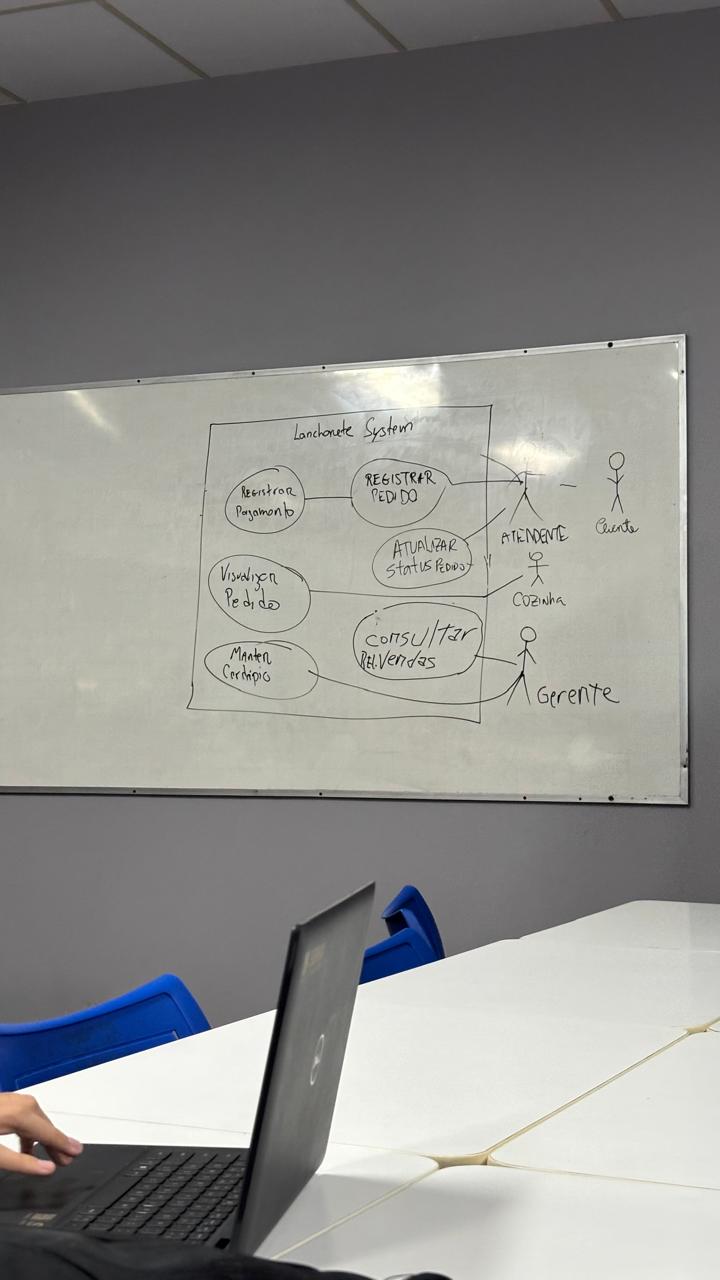 Lanchonete System
Registrar
Pagamento
REGISTRAR
PEDIDO
ATUALIZAR
Status PEDIDO
Visualizar
Pedido
Manter
Consultar
REl. Vendas
ATENDENTE
Cliente
COZINHA
Gerente